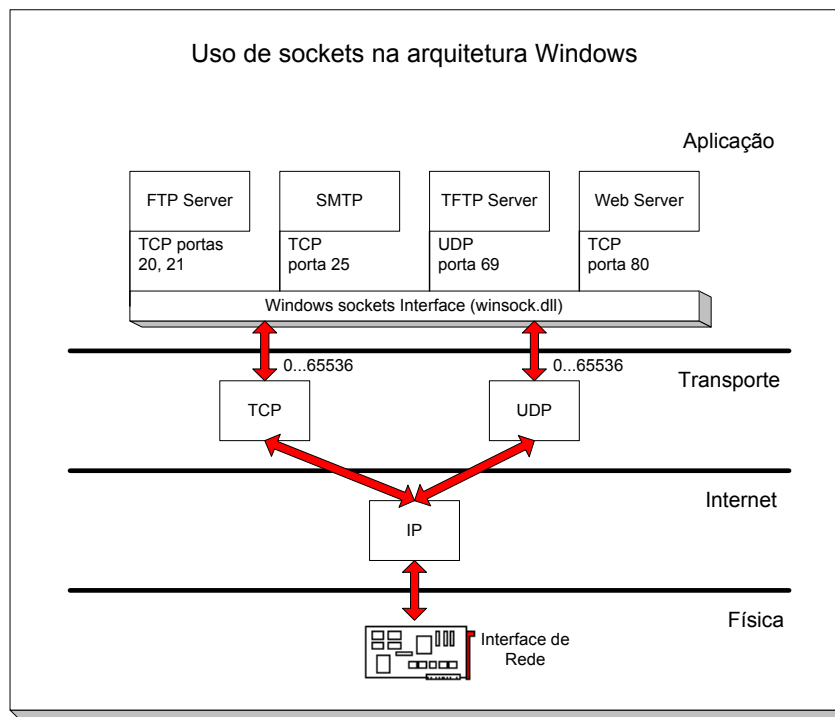 Uso de sockets na arquitetura Windows
Aplicação
FTP Server
SMTP
TFTP Server
Web Server
TCP portas
20, 21
TCP
porta 25
UDP
porta 69
TCP
porta 80
Windows sockets Interface (winsock.dll)
0...65536
0...65536
Transporte
TCP
UDP
Internet
IP
Física
Interface de
Rede